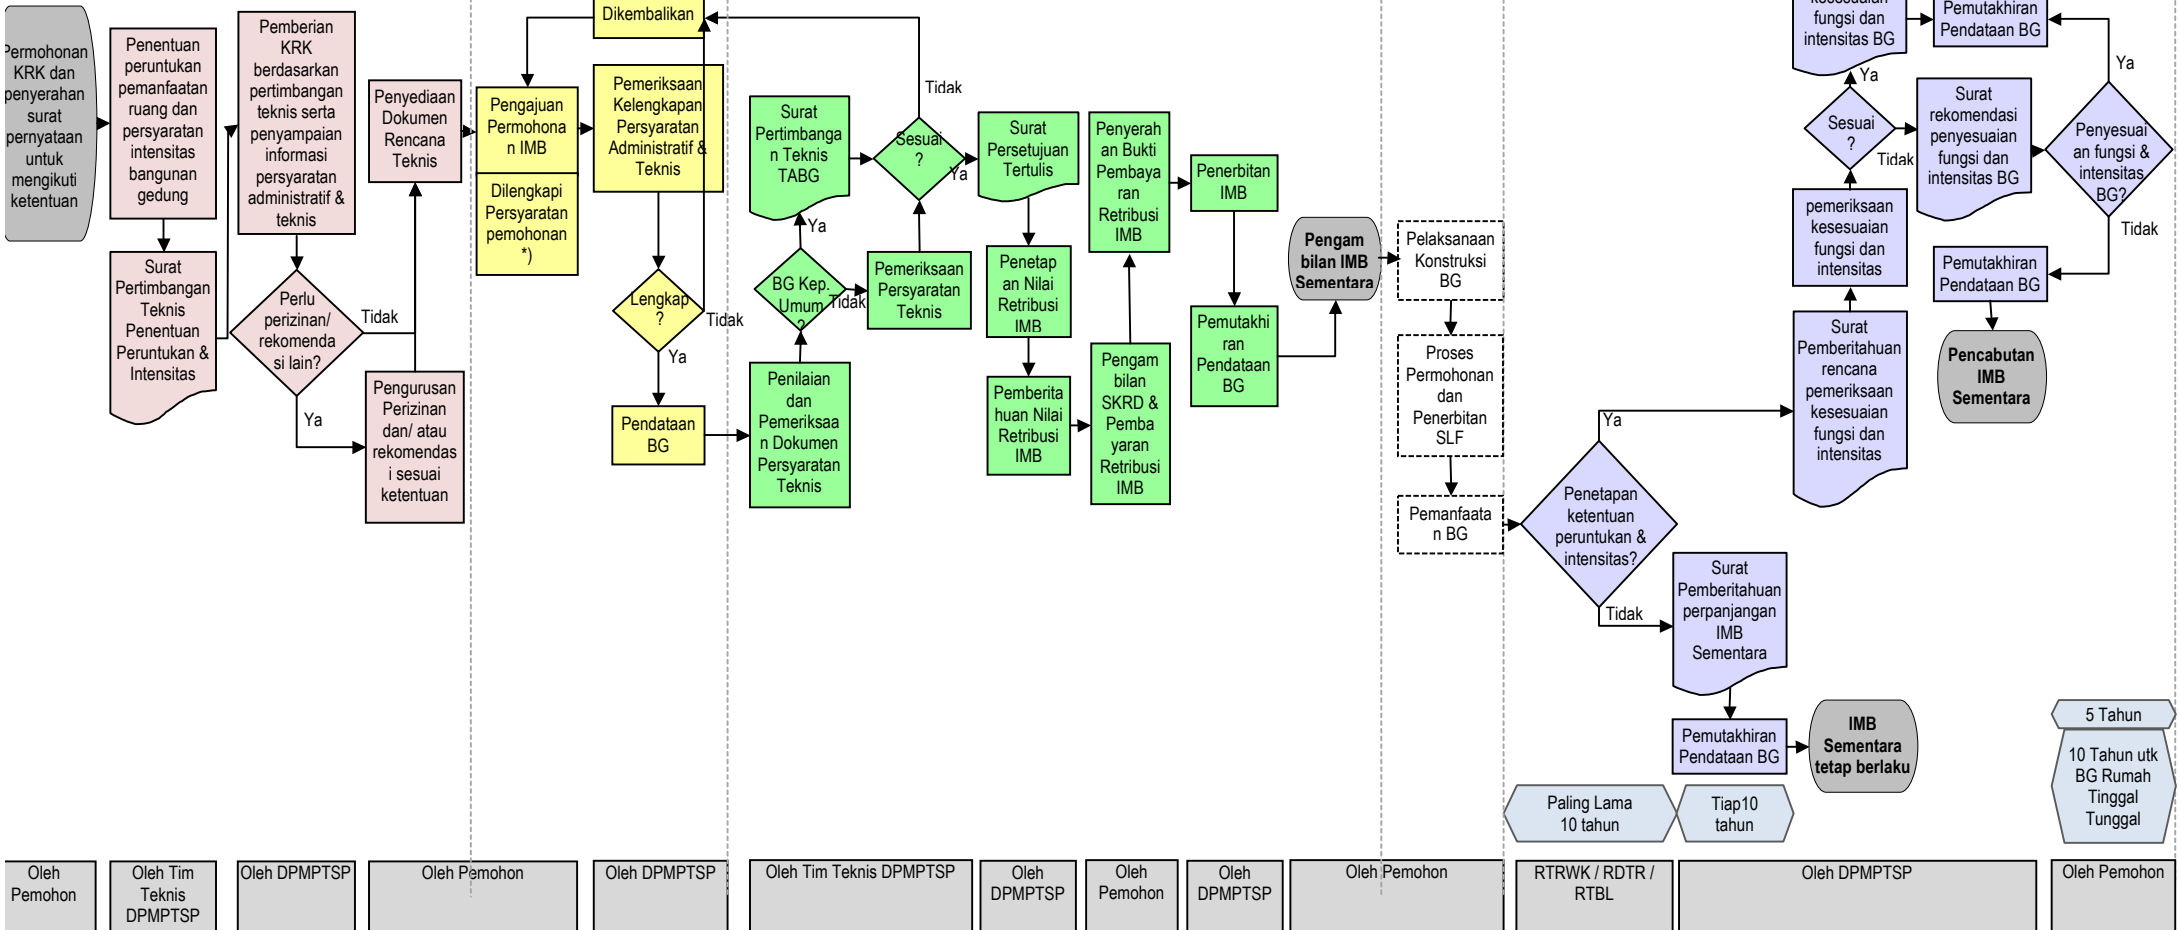 Permohonan
KRK dan
penyerahan
surat
pernyataan
untuk
mengikuti
ketentuan
Penentuan
peruntukan
pemanfaatan
ruang dan
persyaratan
intensitas
bangunan
gedung
Surat
Pertimbangan
Teknis
Penentuan
Peruntukan &
Intensitas
Pemberian
KRK
berdasarkan
pertimbangan
teknis serta
penyampaian
informasi
persyaratan
administratif &
teknis
Perlu
perizinan/
rekomenda
si lain?
Tidak
Ya
Penyediaan
Dokumen
Rencana
Teknis
Pengurusan
Perizinan
dan/ atau
rekomendas
i sesuai
ketentuan
Dikembalikan
Pengajuan
Permohona
n IMB
Dilengkapi
Persyaratan
pemohonan
*)
Pemeriksaan
Kelengkapan
Persyaratan
Administratif &
Teknis
Lengkap
?
Tidak
Ya
Pendataan
BG
Surat
Pertimbanga
n Teknis
TABG
Ya
BG Kep.
Umum
?
Tidak
Penilaian
dan
Pemeriksaa
n Dokumen
Persyaratan
Teknis
Tidak
Sesuai
?
Ya
Pemeriksaan
Persyaratan
Teknis
Surat
Persetujuan
Tertulis
Penetap
an Nilai
Retribusi
IMB
Pemberita
huan Nilai
Retribusi
IMB
Penyerah
an Bukti
Pembaya
ran
Retribusi
IMB
Pengam
bilan
SKRD &
Pemba
yaran
Retribusi
IMB
Penerbitan
IMB
Pemutakhi
ran
Pendataan
BG
Pengam
bilan IMB
Sementara
Pelaksanaan
Konstruksi
BG
Proses
Permohonan
dan
Penerbitan
SLF
Pemanfaata
n BG
Penetapan
ketentuan
peruntukan &
intensitas?
Ya
Tidak
Surat
Pemberitahuan
perpanjangan
IMB
Sementara
Pemutakhiran
Pendataan BG
IMB
Sementara
tetap berlaku
Surat
Pemberitahuan
rencana
pemeriksaan
kesesuaian
fungsi dan
intensitas
pemeriksaan
kesesuaian
fungsi dan
intensitas
Sesuai
?
Ya
Tidak
kesesuaian
fungsi dan
intensitas BG
Pemutakhiran
Pendataan BG
Surat
rekomendasi
penyesuaian
fungsi dan
intensitas BG
Penyesuai
an fungsi &
intensitas
BG?
Ya
Tidak
Pemutakhiran
Pendataan BG
Pencabutan
IMB
Sementara
5 Tahun
10 Tahun utk
BG Rumah
Tinggal
Tunggal
Paling Lama
10 tahun
Tiap10
tahun
Oleh
Pemohon
Oleh Tim
Teknis
DPMPTSP
Oleh DPMPTSP
Oleh Pemohon
Oleh DPMPTSP
Oleh Tim Teknis DPMPTSP
Oleh
DPMPTSP
Oleh
Pemohon
Oleh
DPMPTSP
Oleh Pemohon
RTRWK / RDTR /
RTBL
Oleh DPMPTSP
Oleh Pemohon